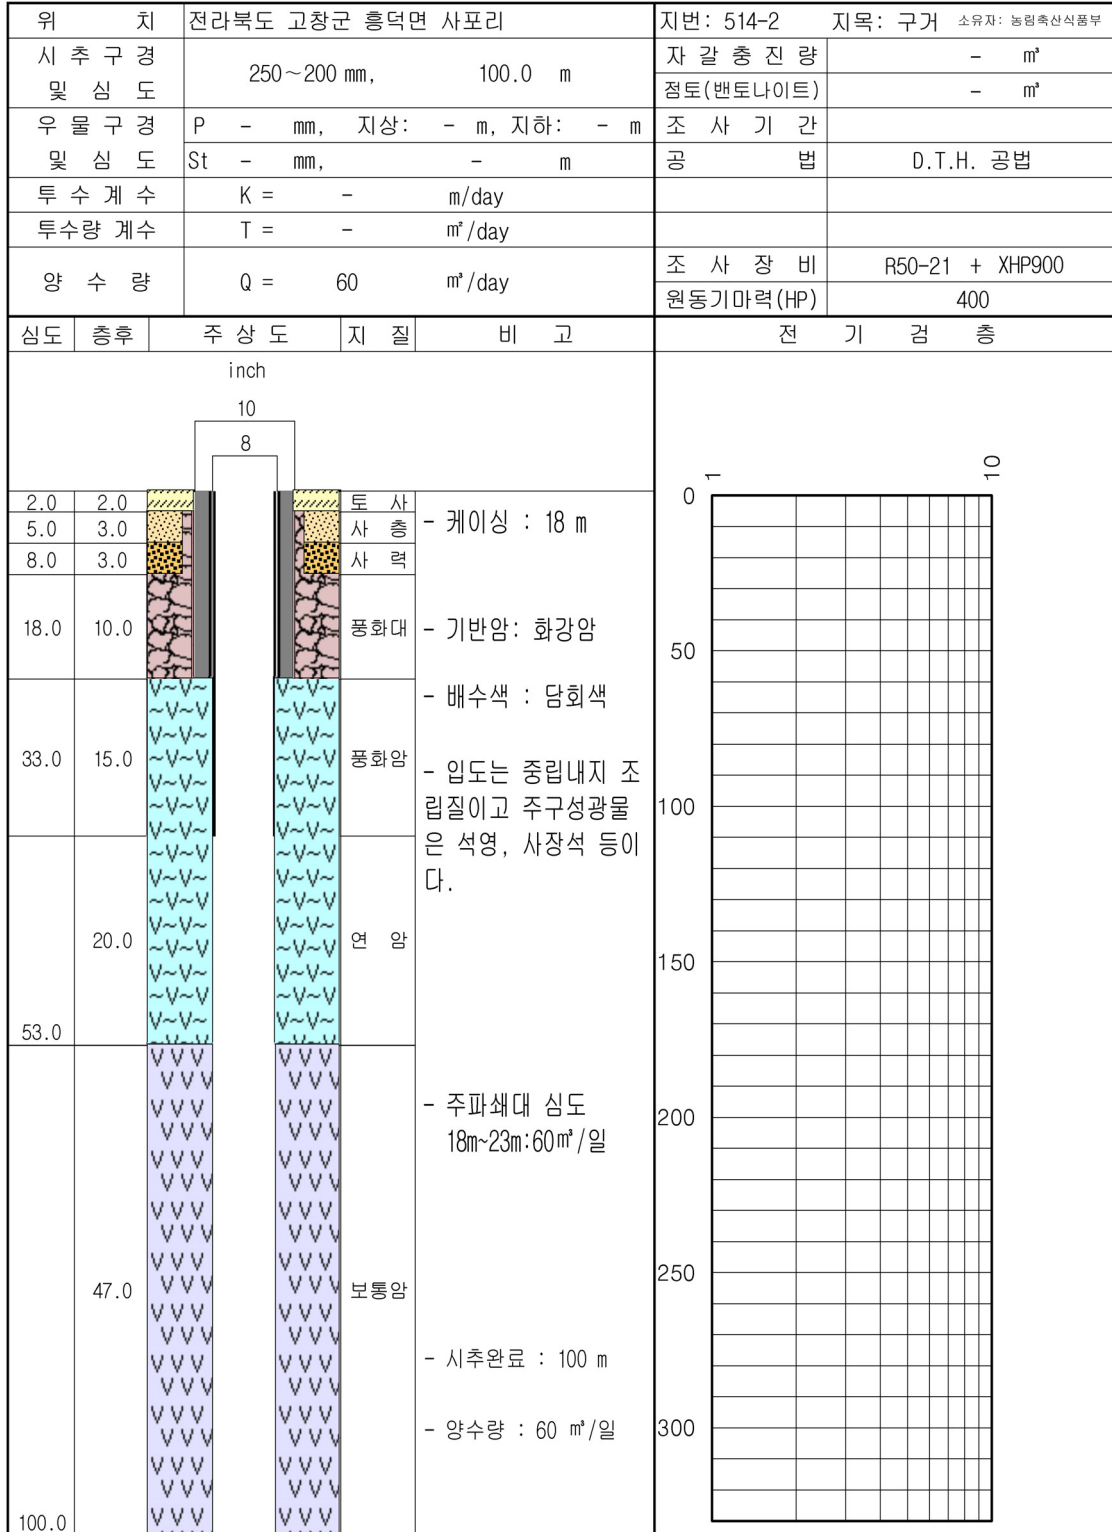 위 치 전라북도 고창군 흥덕면 사포리 지번: 514-2 지목: 구거 소유자: 농림축산식품부
시 추 구 경 250~200 mm, 100.0 m 자 갈 충 진 량 - ㎥
및 심 도 점토(밴토나이트) - ㎥
우 물 구 경 P - mm, 지상: - m, 지하: - m 조 사 기 간
및 심 도 St - mm, - m 공 법 D.T.H. 공법
투 수 계 수 K = - m/day
투수량 계수 T = - ㎡/day
양 수 량 Q = 60 ㎥/day 조 사 장 비 R50-21 + XHP900
원동기마력(HP) 400
심도 층후 주 상 도 지 질 비 고 전 기 검 층
inch
10
8
1 10
0
2.0 2.0 토 사
5.0 3.0 사 층 - 케이싱 : 18 m
8.0 3.0 사 력
18.0 10.0 풍화대 - 기반암: 화강암
50
- 배수색 : 담회색
33.0 15.0 풍화암 - 입도는 중립내지 조
립질이고 주구성광물
100
은 석영, 사장석 등이
다.
20.0 연 암
150
53.0
- 주파쇄대 심도
200
18m~23m:60㎥/일
250
47.0 보통암
- 시추완료 : 100 m
- 양수량 : 60 ㎥/일
300
100.0